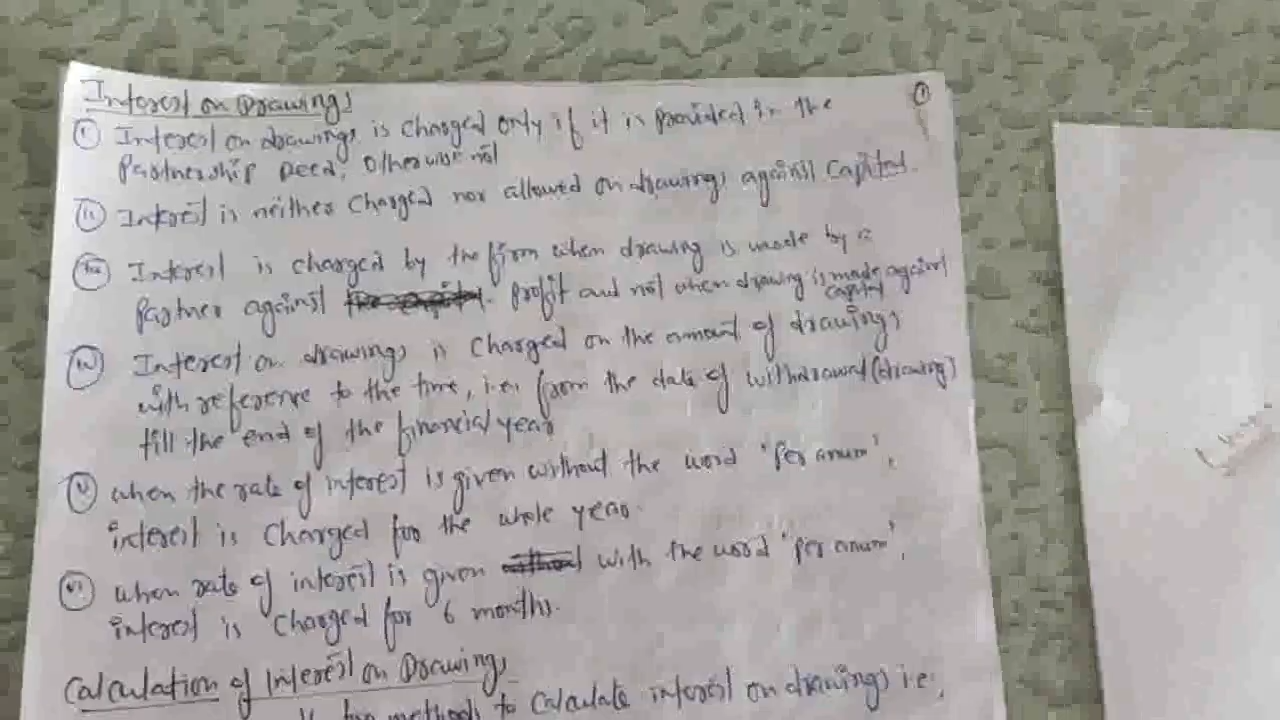 Interest on Drawings
①
(i) Interest on drawings is charged only if it is provided in the
Partnership Deed, Otherwise not
(ii) Interest is neither charged nor allowed on drawings against Capital.
(iii) Interest is charged by the firm when drawing is made by a
Partner against profit and not when drawing is made against
capital
(iv) Interest on drawings is charged on the amount of drawings
with reference to the time, i.e. from the date of withdrawal (drawing)
till the end of the financial year
(v) when the rate of interest is given without the word 'Per anum',
interest is charged for the whole year.
(vi) when rate of interest is given with the word 'per anum',
interest is charged for 6 months.
Calculation of Interest on Drawings
two methods to calculate interest on drawings i.e,